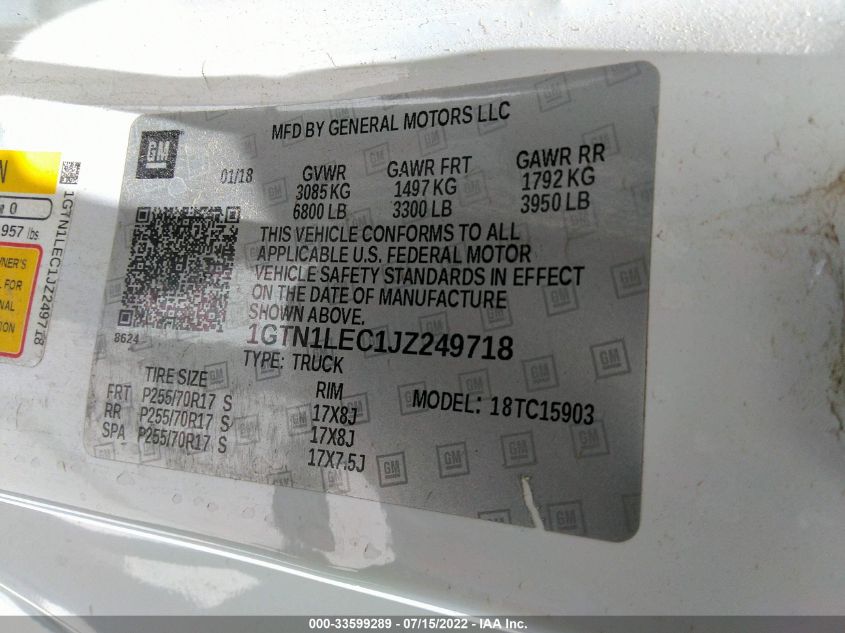 GM
MFD BY GENERAL MOTORS LLC
01/18 GVWR GAWR FRT GAWR RR
3085 KG 1497 KG 1792 KG
6800 LB 3300 LB 3950 LB
THIS VEHICLE CONFORMS TO ALL
APPLICABLE U.S. FEDERAL MOTOR
VEHICLE SAFETY STANDARDS IN EFFECT
ON THE DATE OF MANUFACTURE
SHOWN ABOVE.
8624
1GTN1LEC1JZ249718
TYPE: TRUCK
TIRE SIZE RIM MODEL: 18TC15903
FRT P255/70R17 S 17X8J
RR P255/70R17 S 17X8J
SPA P255/70R17 S 17X7.5J
N
0
957 lbs
FOR
1GTN1LEC1JZ249718
000-33599289 - 07/15/2022 - IAA Inc.